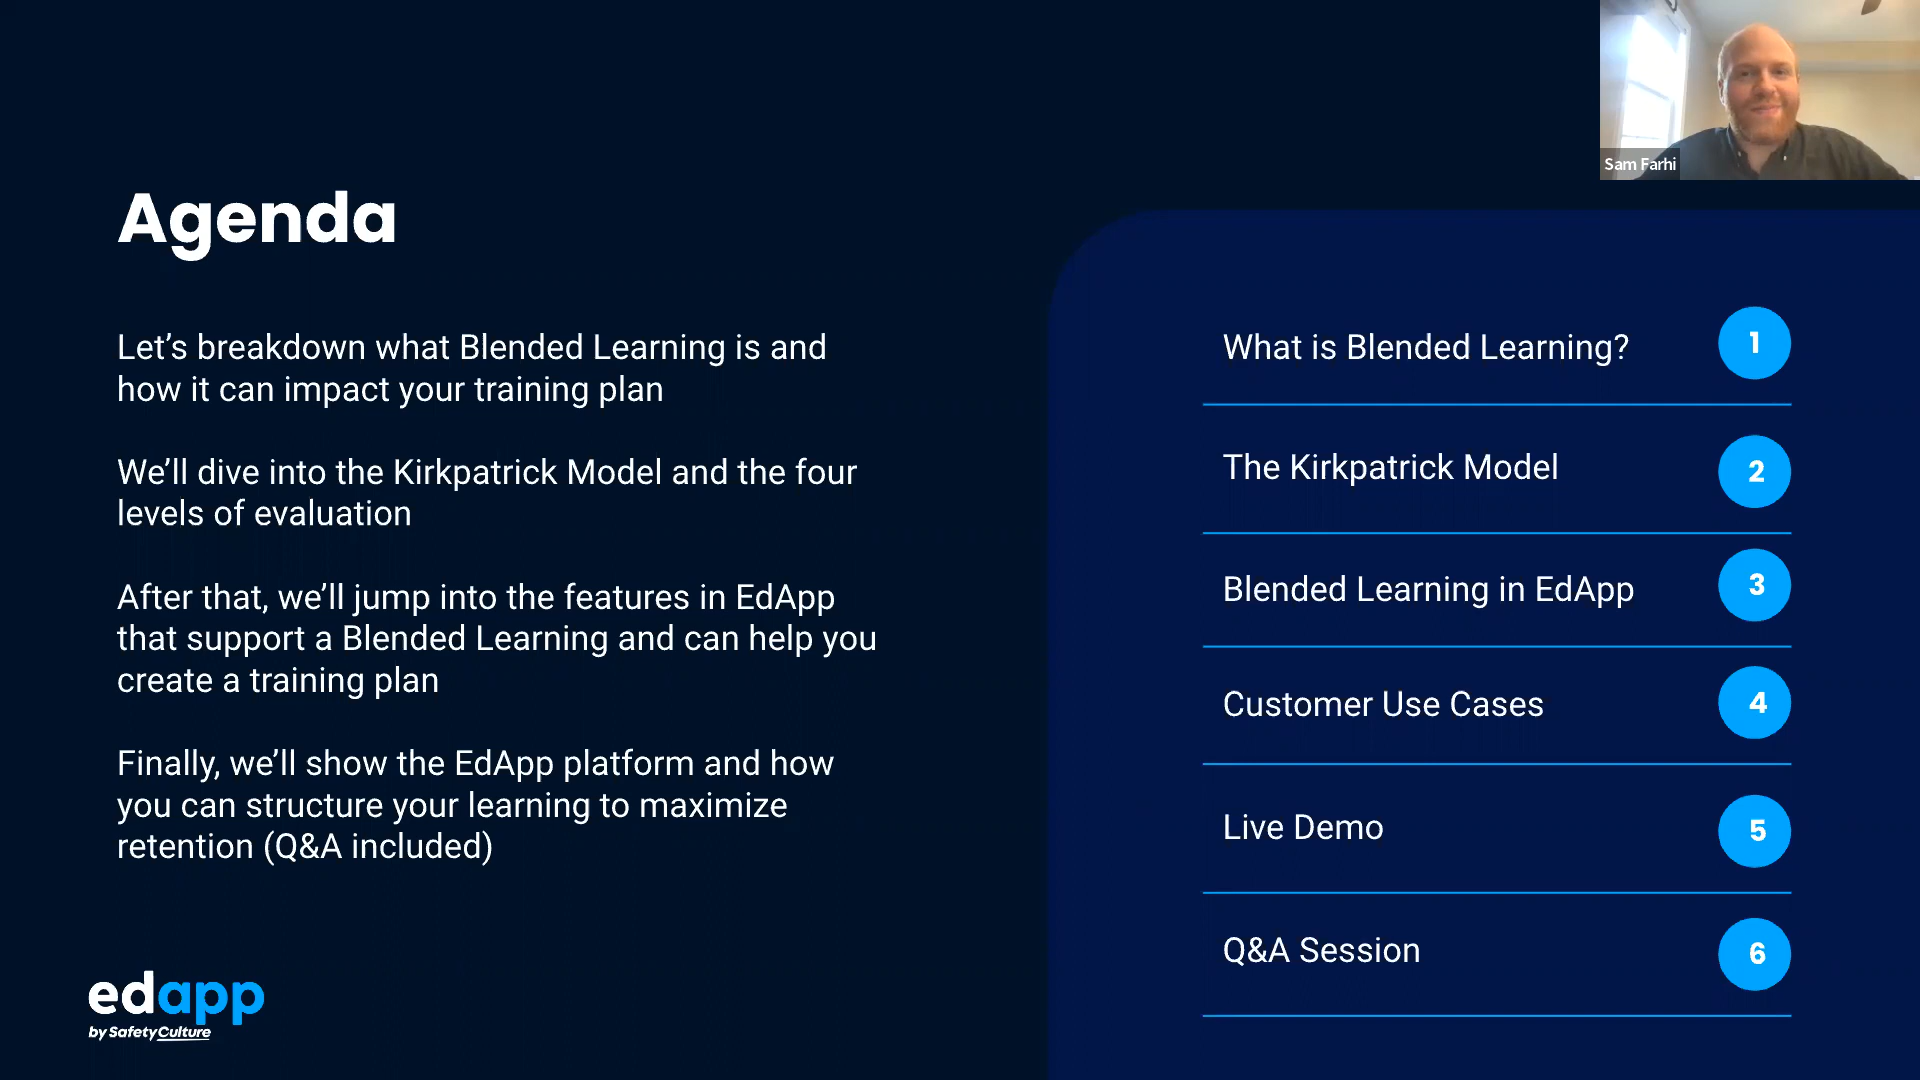 Sam Farhi
Agenda
Let’s breakdown what Blended Learning is and
how it can impact your training plan
We’ll dive into the Kirkpatrick Model and the four
levels of evaluation
After that, we’ll jump into the features in EdApp
that support a Blended Learning and can help you
create a training plan
Finally, we’ll show the EdApp platform and how
you can structure your learning to maximize
retention (Q&A included)
What is Blended Learning? 1
The Kirkpatrick Model 2
Blended Learning in EdApp 3
Customer Use Cases 4
Live Demo 5
Q&A Session 6
edapp
by SafetyCulture